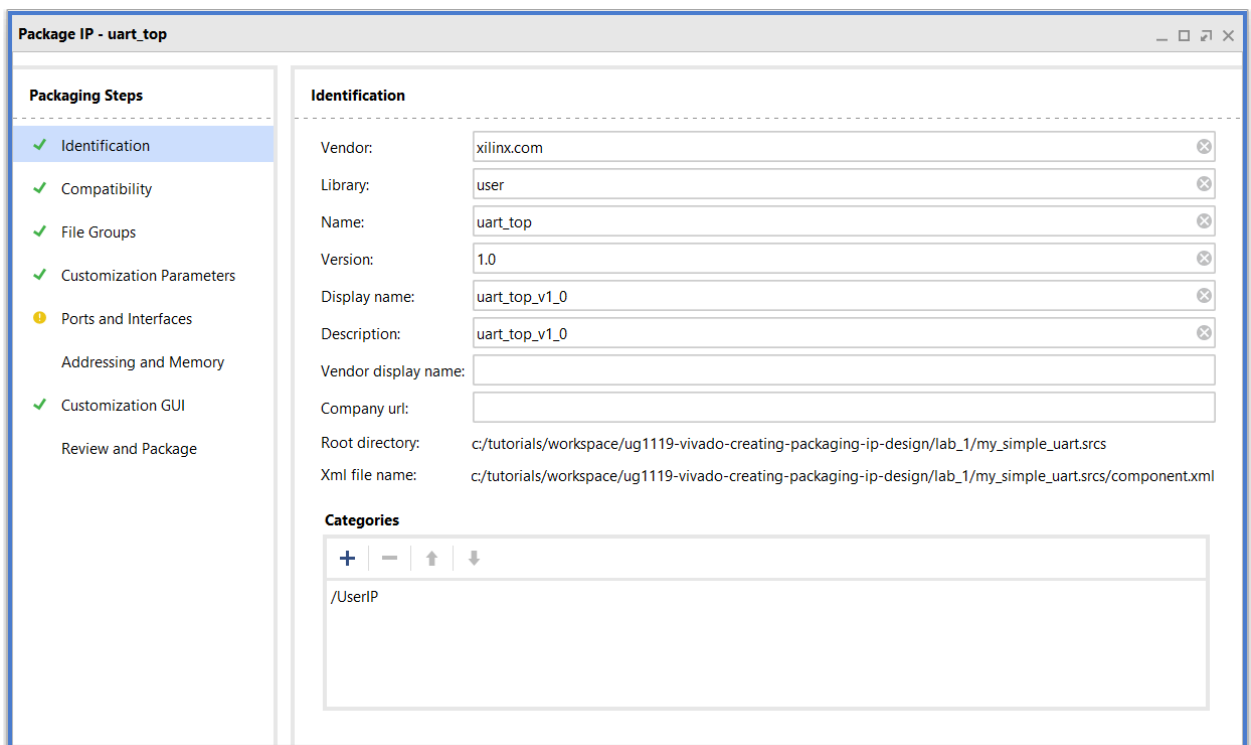 Package IP - uart_top
Packaging Steps
Identification
Compatibility
File Groups
Customization Parameters
Ports and Interfaces
Addressing and Memory
Customization GUI
Review and Package
Identification
Vendor: xilinx.com
Library: user
Name: uart_top
Version: 1.0
Display name: uart_top_v1_0
Description: uart_top_v1_0
Vendor display name:
Company url:
Root directory: c:/tutorials/workspace/ug1119-vivado-creating-packaging-ip-design/lab_1/my_simple_uart.srcs
Xml file name: c:/tutorials/workspace/ug1119-vivado-creating-packaging-ip-design/lab_1/my_simple_uart.srcs/component.xml
Categories
/UserIP